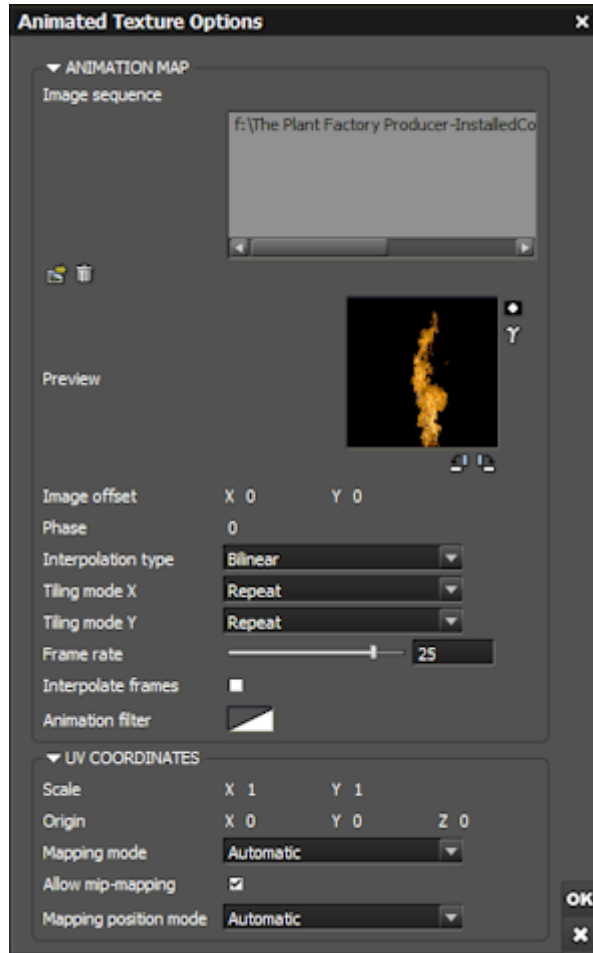 Animated Texture Options
ANIMATION MAP
Image sequence
f:\The Plant Factory Producer-InstalledCo
Preview
Image offset X 0 Y 0
Phase 0
Interpolation type Bilinear
Tiling mode X Repeat
Tiling mode Y Repeat
Frame rate 25
Interpolate frames
Animation filter
UV COORDINATES
Scale X 1 Y 1
Origin X 0 Y 0 Z 0
Mapping mode Automatic
Allow mip-mapping
OK
Mapping position mode Automatic